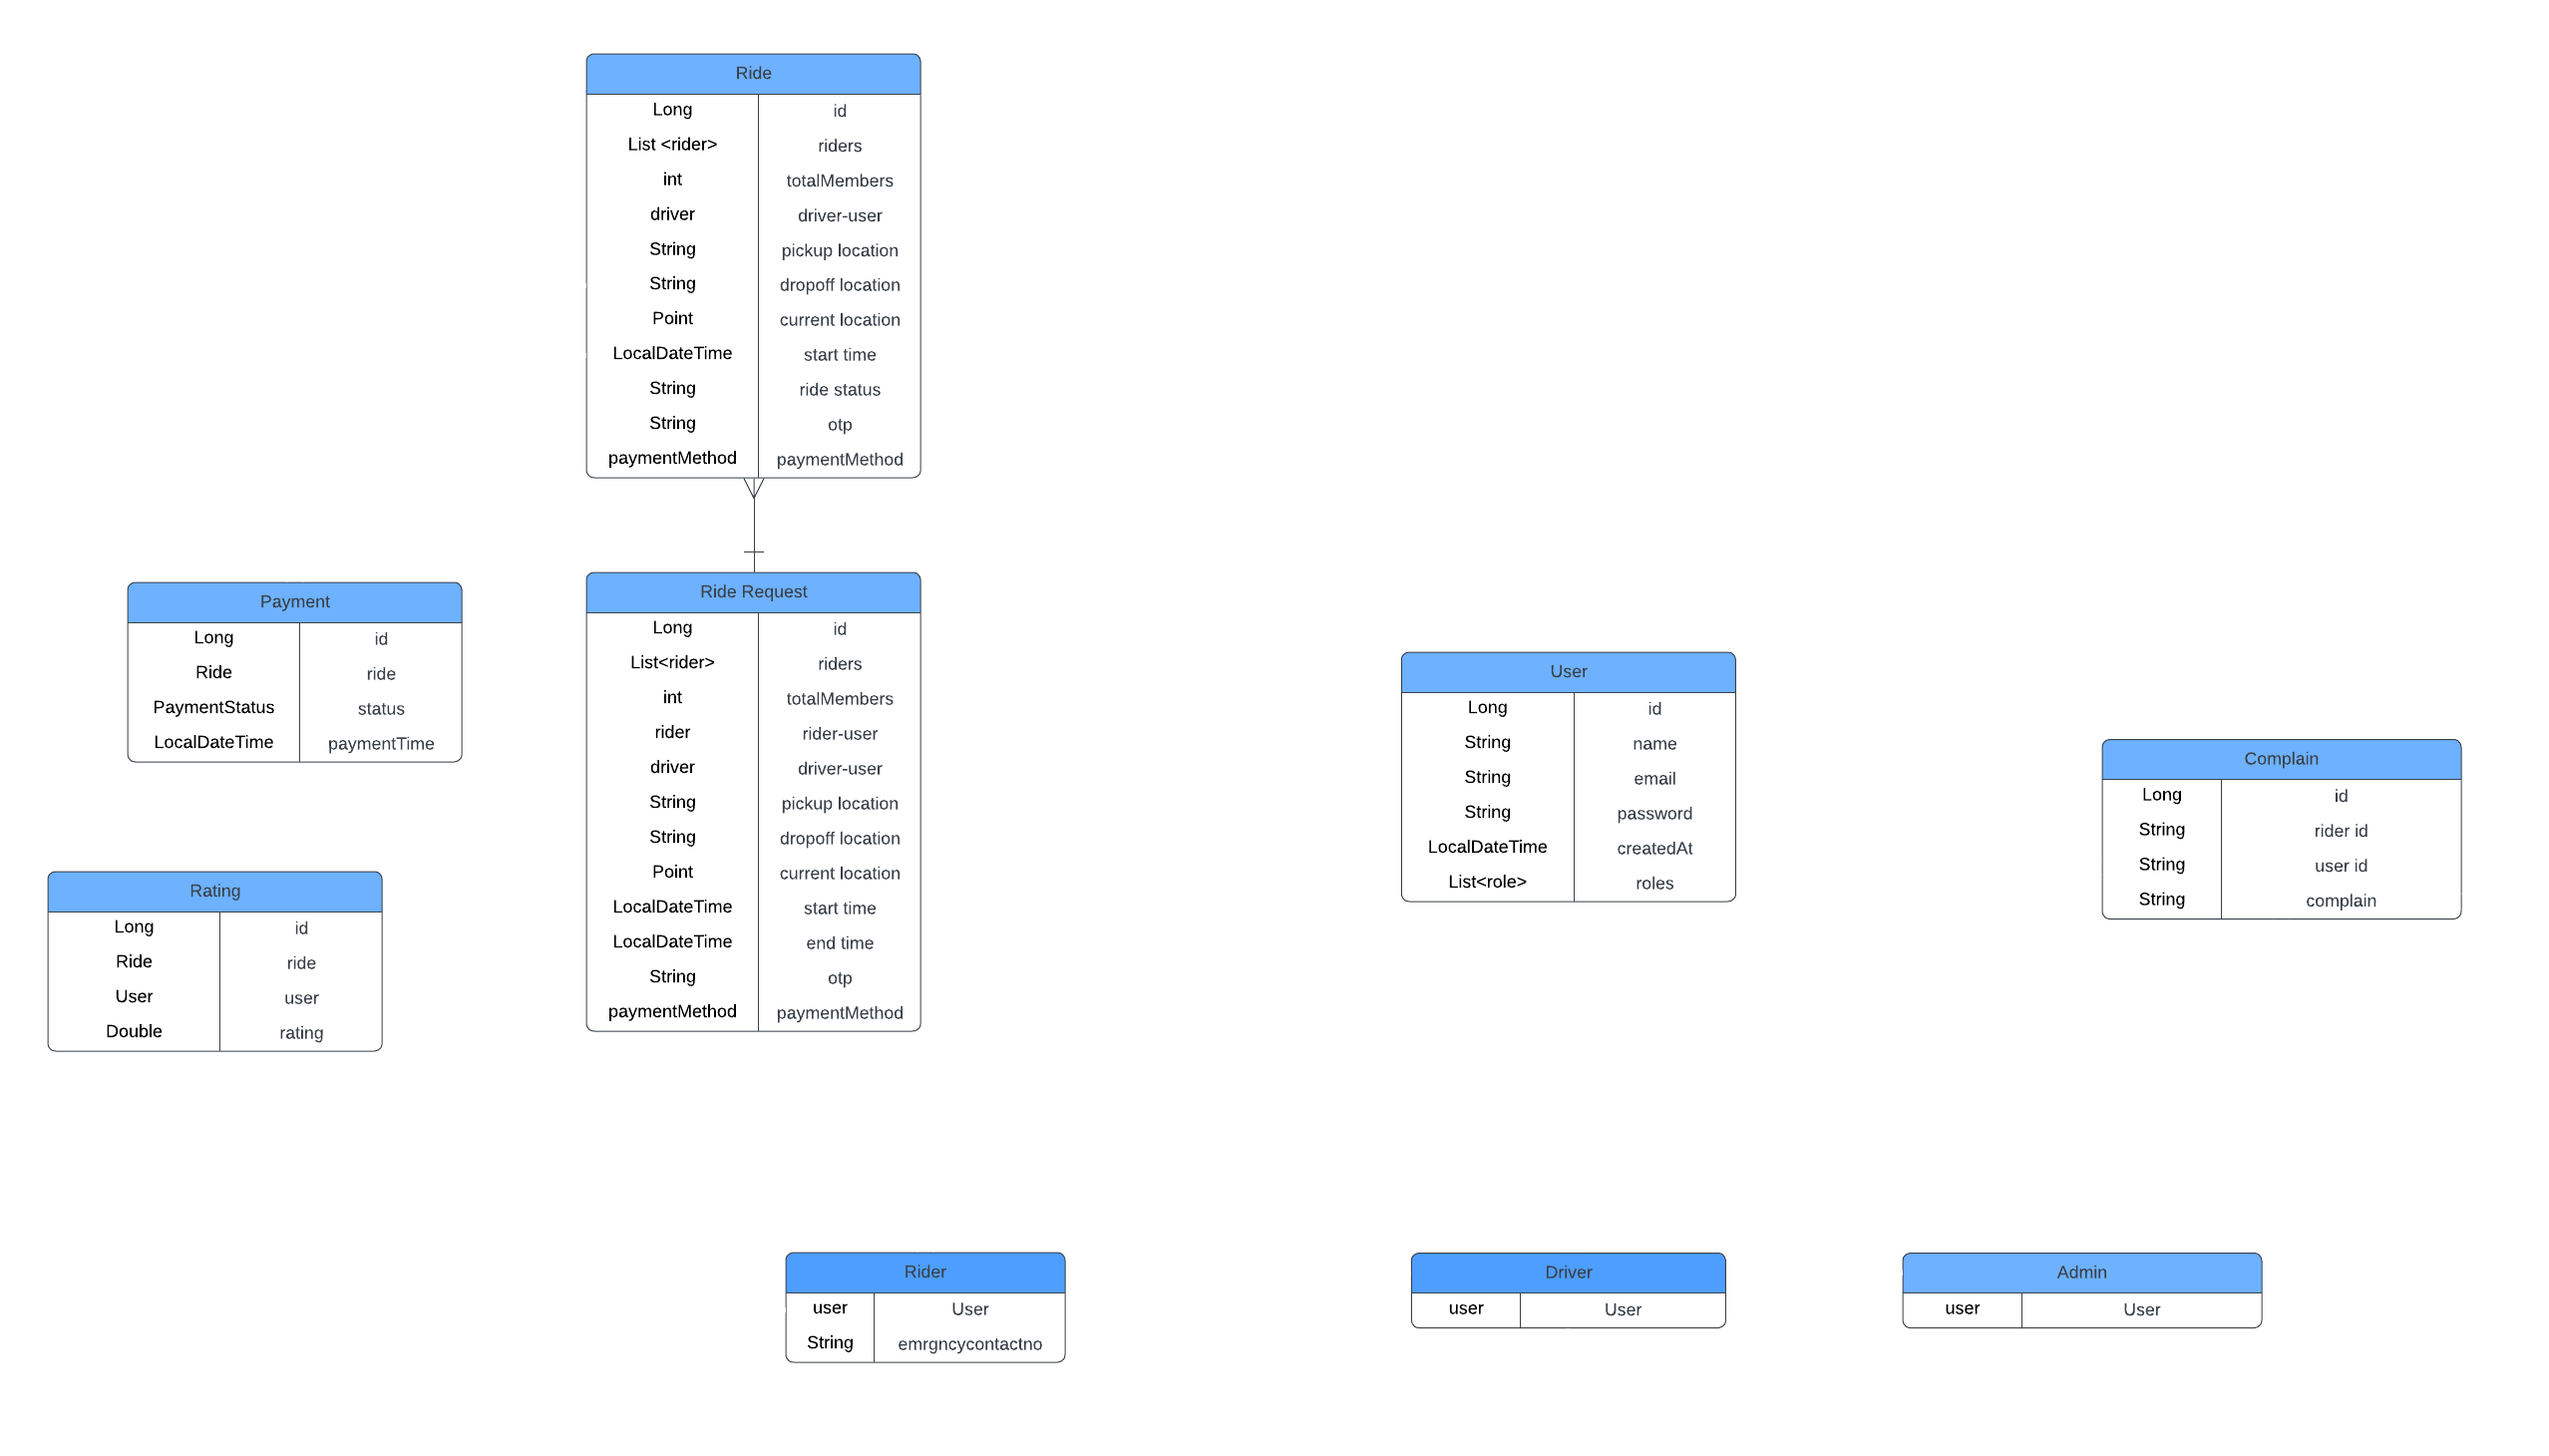 Ride
Long id
List <rider> riders
int totalMembers
driver driver-user
String pickup location
String dropoff location
Point current location
LocalDateTime start time
String ride status
String otp
paymentMethod paymentMethod
Payment
Long id
Ride ride
PaymentStatus status
LocalDateTime paymentTime
Rating
Long id
Ride ride
User user
Double rating
Ride Request
Long id
List<rider> riders
int totalMembers
rider rider-user
driver driver-user
String pickup location
String dropoff location
Point current location
LocalDateTime start time
LocalDateTime end time
String otp
paymentMethod paymentMethod
User
Long id
String name
String email
String password
LocalDateTime createdAt
List<role> roles
Complain
Long id
String rider id
String user id
String complain
Rider
user User
String emrgncycontactno
Driver
user User
Admin
user User